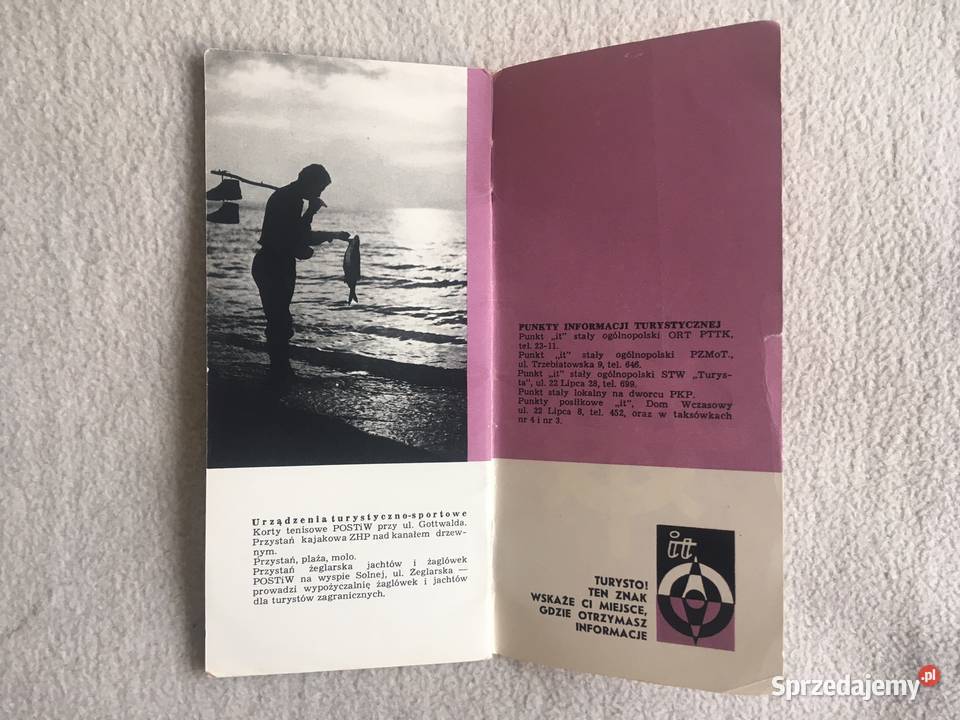 Urządzenia turystyczno-sportowe
Korty tenisowe POSTiW przy ul. Gottwalda.
Przystań kajakowa ZHP nad kanałem drzew-
nym.
Przystań, plaża, molo.
Przystań żeglarska jachtów i żaglówek
POSTiW na wyspie Solnej, ul. Żeglarska —
prowadzi wypożyczalnię żaglówek i jachtów
dla turystów zagranicznych.
PUNKTY INFORMACJI TURYSTYCZNEJ
Punkt „it" stały ogólnopolski ORT PTTK,
tel. 23-11.
Punkt „it" stały ogólnopolski PZMoT.,
ul. Trzebiatowska 9, tel. 646.
Punkt „it" stały ogólnopolski STW „Turys-
ta", ul. 22 Lipca 28, tel. 699.
Punkt stały lokalny na dworcu PKP.
Punkty posiłkowe „it", Dom Wczasowy
ul. 22 Lipca 8, tel. 452, oraz w taksówkach
nr 4 i nr 3.
it
TURYSTO!
TEN ZNAK
WSKAŻE CI MIEJSCE,
GDZIE OTRZYMASZ
INFORMACJE
Sprzedajemy.pl